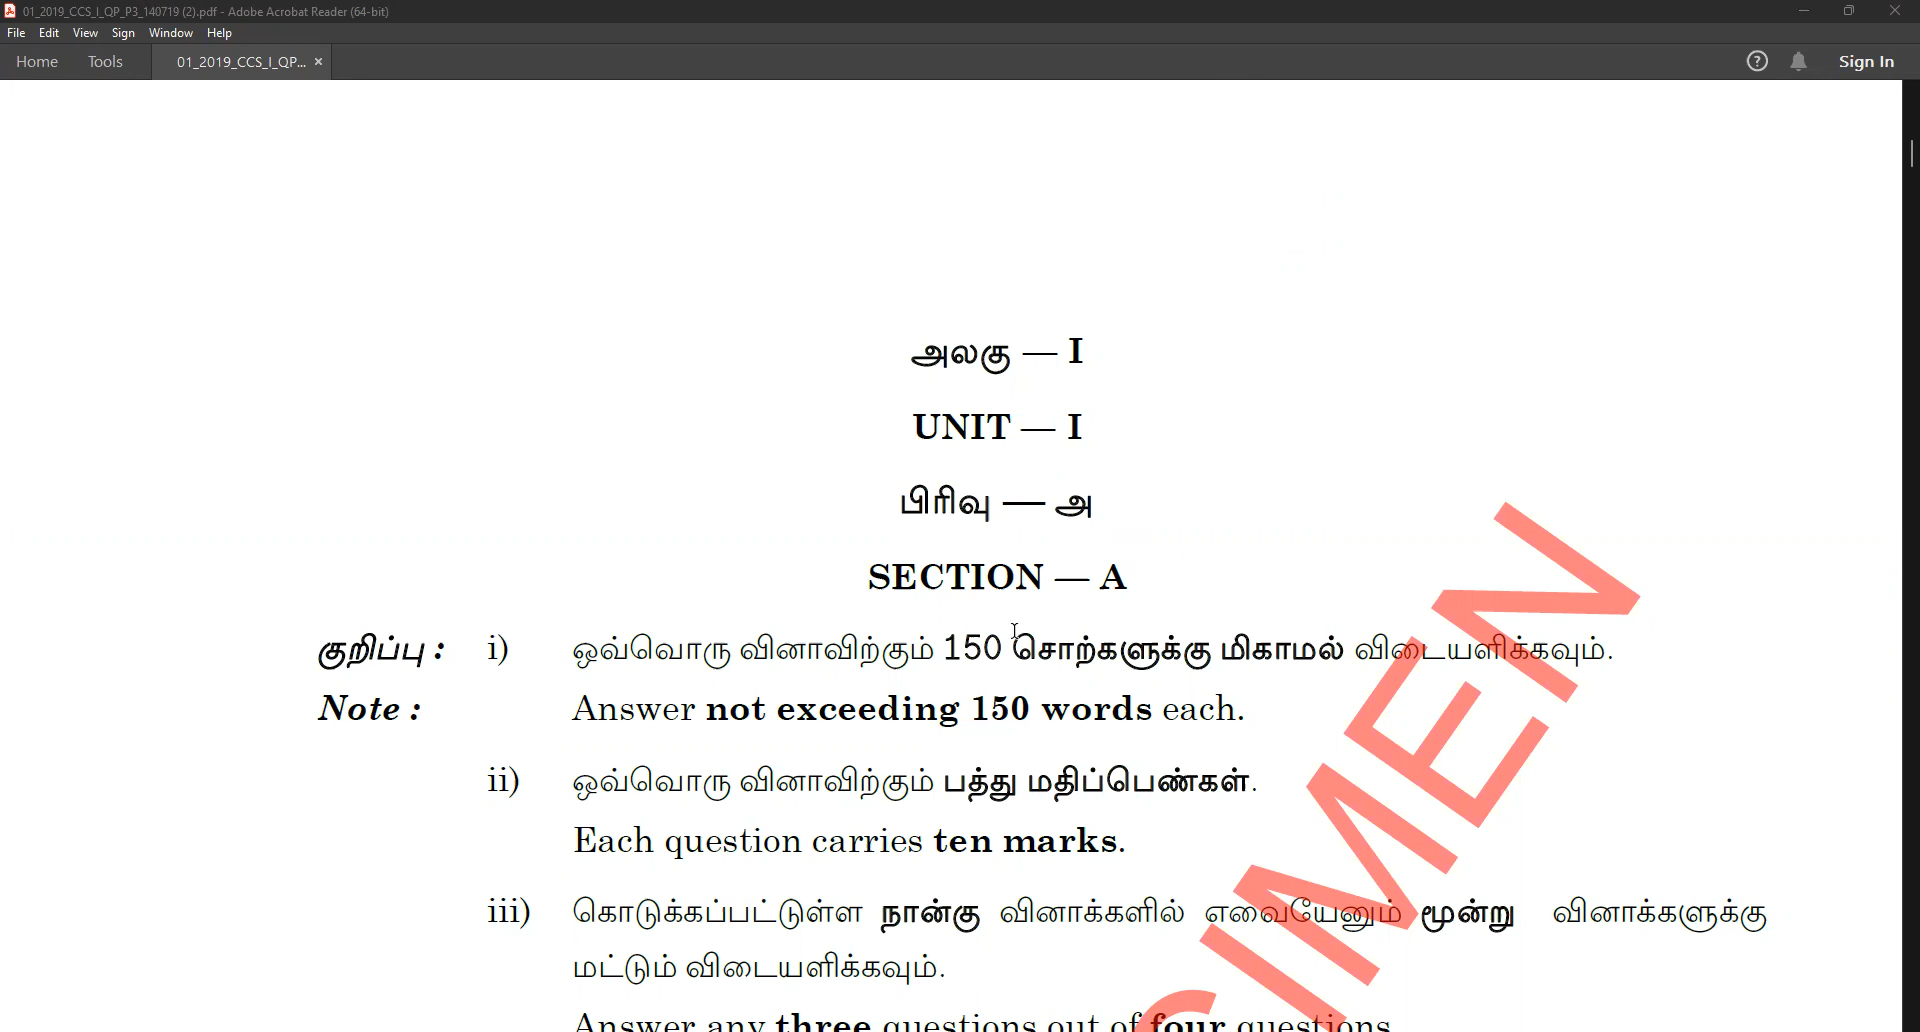 01_2019_CCS_I_QP_P3_140719 (2).pdf - Adobe Acrobat Reader (64-bit)
File Edit View Sign Window Help
Home Tools 01_2019_CCS_I_QP... × ? Sign In
அலகு — I
UNIT — I
பிரிவு — அ
SECTION — A
குறிப்பு : i) ஒவ்வொரு வினாவிற்கும் 150 சொற்களுக்கு மிகாமல் விடையளிக்கவும்.
Note : Answer not exceeding 150 words each.
ii) ஒவ்வொரு வினாவிற்கும் பத்து மதிப்பெண்கள்.
Each question carries ten marks.
iii) கொடுக்கப்பட்டுள்ள நான்கு வினாக்களில் எவையேனும் மூன்று வினாக்களுக்கு
மட்டும் விடையளிக்கவும்.
Answer any three questions out of four questions.
CIMEN